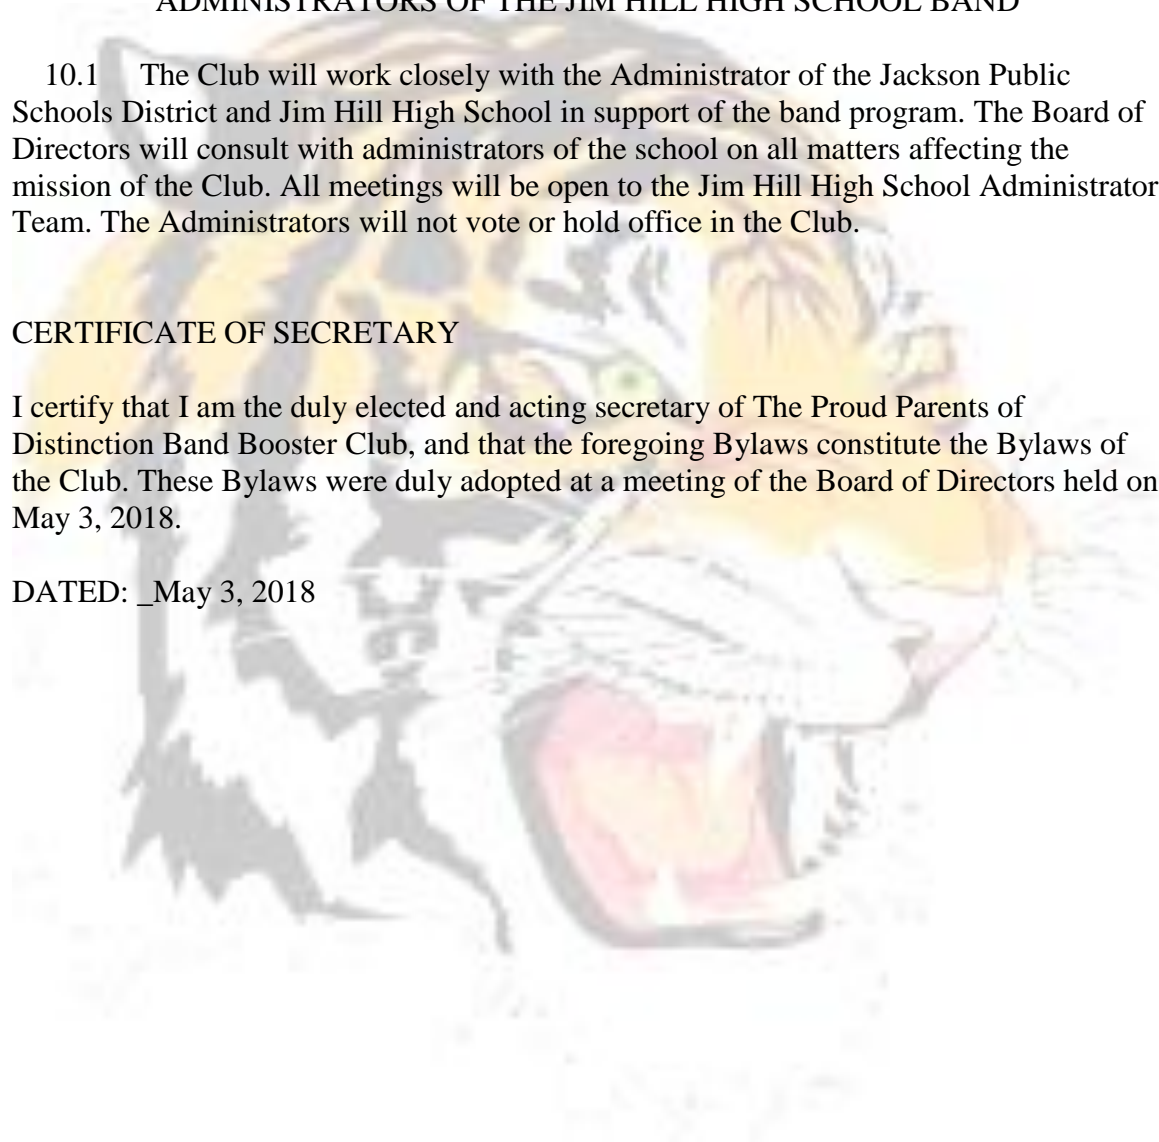 ADMINISTRATORS OF THE JIM HILL HIGH SCHOOL BAND
10.1 The Club will work closely with the Administrator of the Jackson Public
Schools District and Jim Hill High School in support of the band program. The Board of
Directors will consult with administrators of the school on all matters affecting the
mission of the Club. All meetings will be open to the Jim Hill High School Administrator
Team. The Administrators will not vote or hold office in the Club.
CERTIFICATE OF SECRETARY
I certify that I am the duly elected and acting secretary of The Proud Parents of
Distinction Band Booster Club, and that the foregoing Bylaws constitute the Bylaws of
the Club. These Bylaws were duly adopted at a meeting of the Board of Directors held on
May 3, 2018.
DATED: _May 3, 2018